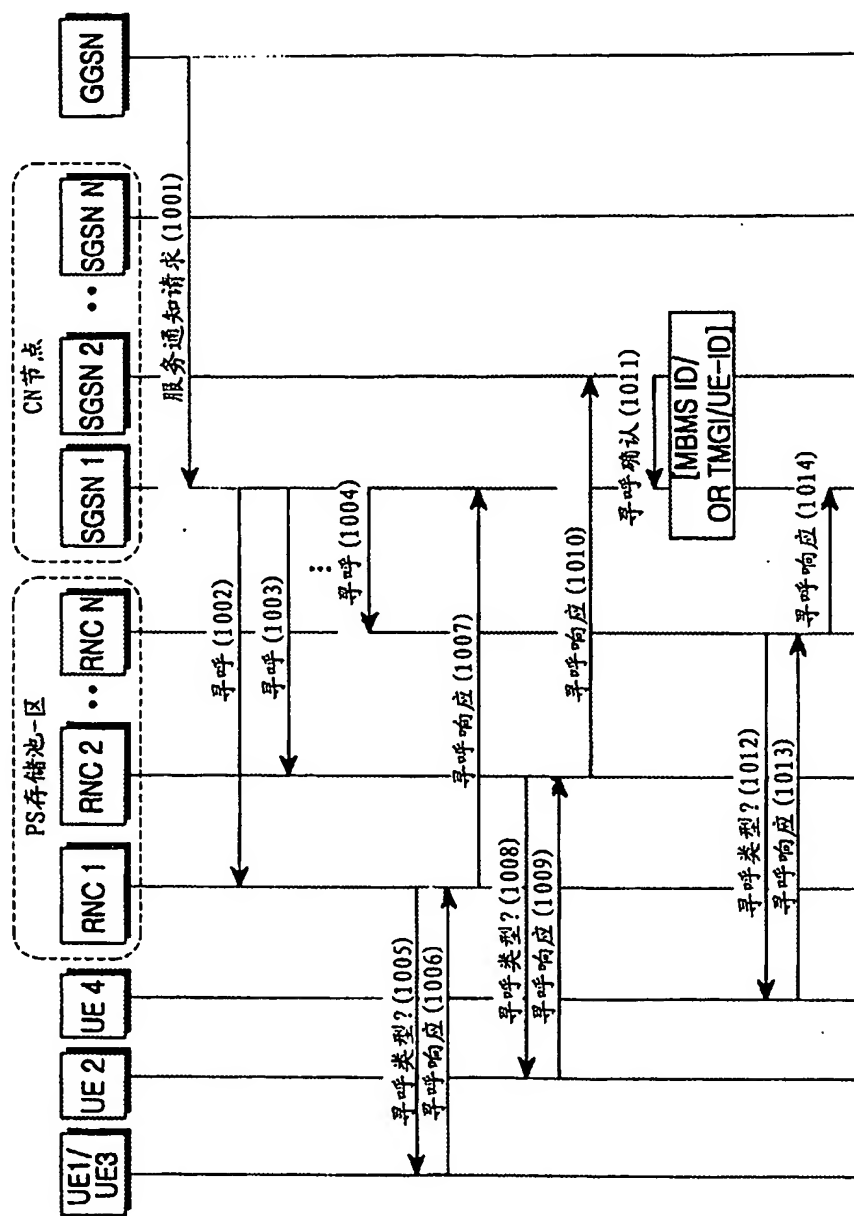 PS存储池-区
CN节点
UE1/
UE3
UE 2
UE 4
RNC 1
RNC 2
••
RNC N
SGSN 1
SGSN 2
••
SGSN N
GGSN
服务通知请求(1001)
寻呼(1002)
寻呼(1003)
⋮
寻呼(1004)
寻呼类型?(1005)
寻呼响应(1006)
寻呼响应(1007)
寻呼类型?(1008)
寻呼响应(1009)
寻呼响应(1010)
寻呼确认(1011)
[MBMS ID/
OR TMGI/UE-ID]
寻呼类型?(1012)
寻呼响应(1013)
寻呼响应(1014)